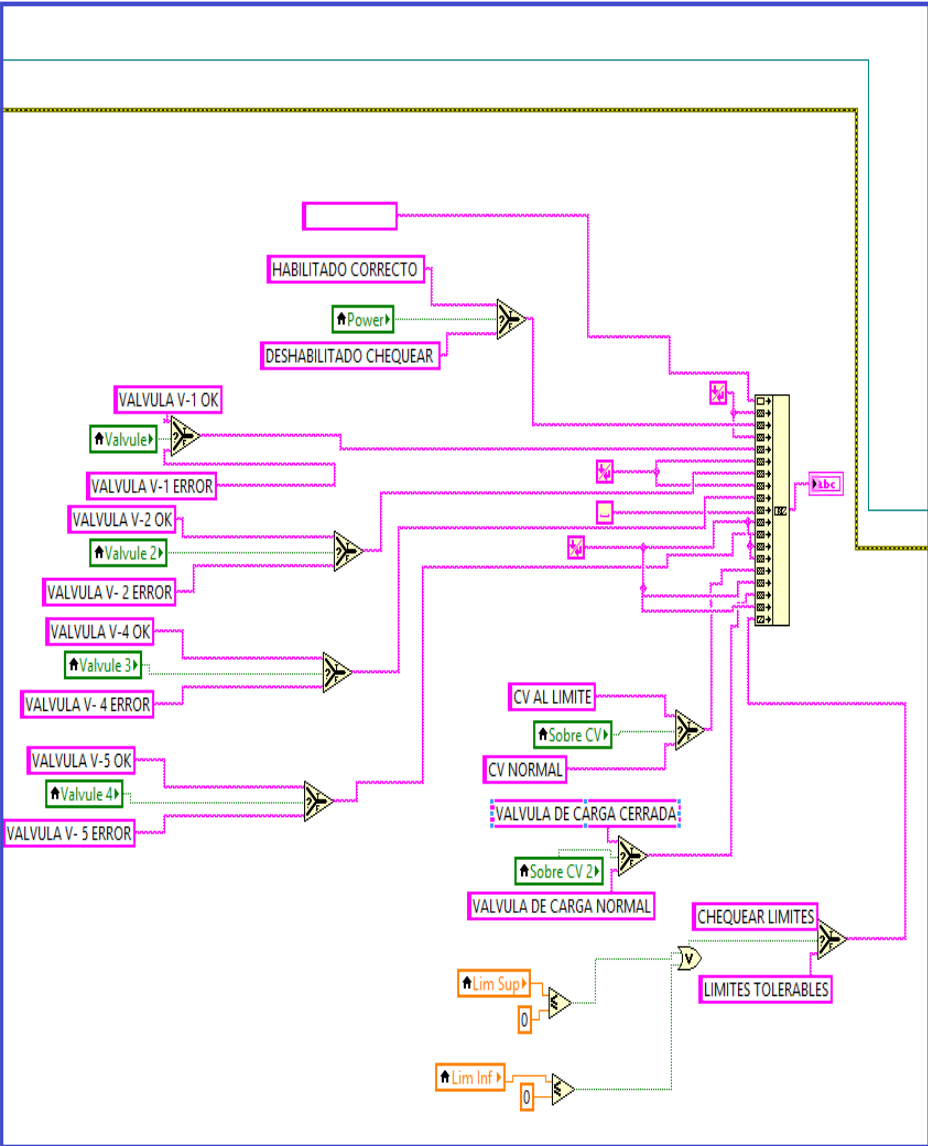 HABILITADO CORRECTO
Power
DESHABILITADO CHEQUEAR
VALVULA V-1 OK
Valvule
VALVULA V-1 ERROR
VALVULA V-2 OK
Valvule 2
VALVULA V- 2 ERROR
VALVULA V-4 OK
Valvule 3
VALVULA V- 4 ERROR
VALVULA V-5 OK
Valvule 4
VALVULA V- 5 ERROR
abc
CV AL LIMITE
Sobre CV
CV NORMAL
VALVULA DE CARGA CERRADA
Sobre CV 2
VALVULA DE CARGA NORMAL
CHEQUEAR LIMITES
LIMITES TOLERABLES
Lim Sup
0
Lim Inf
0